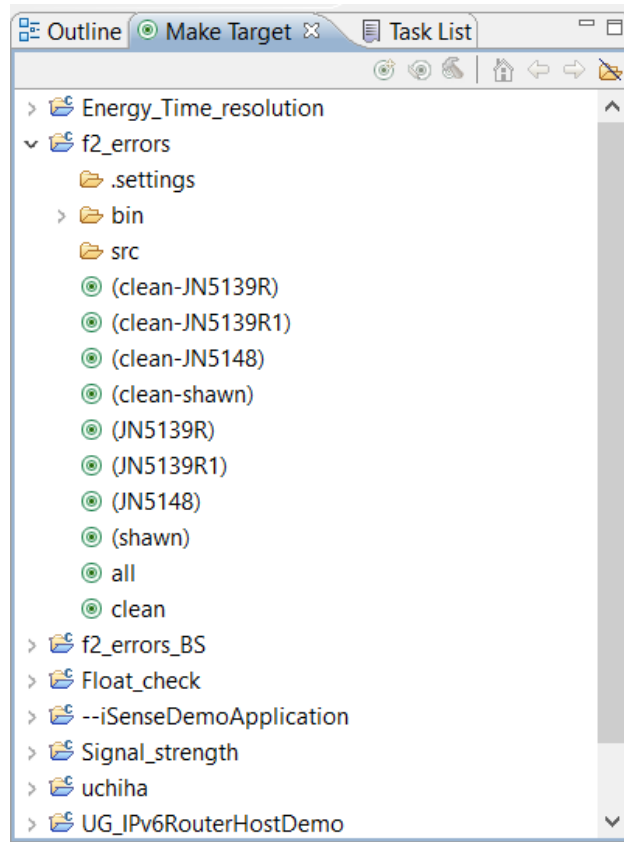 Outline Make Target Task List
Energy_Time_resolution
f2_errors
.settings
bin
src
(clean-JN5139R)
(clean-JN5139R1)
(clean-JN5148)
(clean-shawn)
(JN5139R)
(JN5139R1)
(JN5148)
(shawn)
all
clean
f2_errors_BS
Float_check
--iSenseDemoApplication
Signal_strength
uchiha
UG_IPv6RouterHostDemo